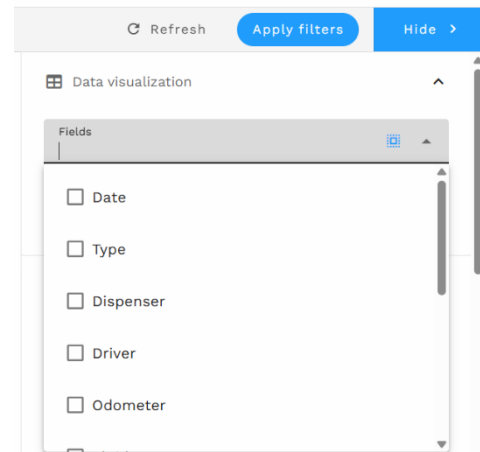 Refresh Apply filters Hide
Data visualization
Fields
Date
Type
Dispenser
Driver
Odometer